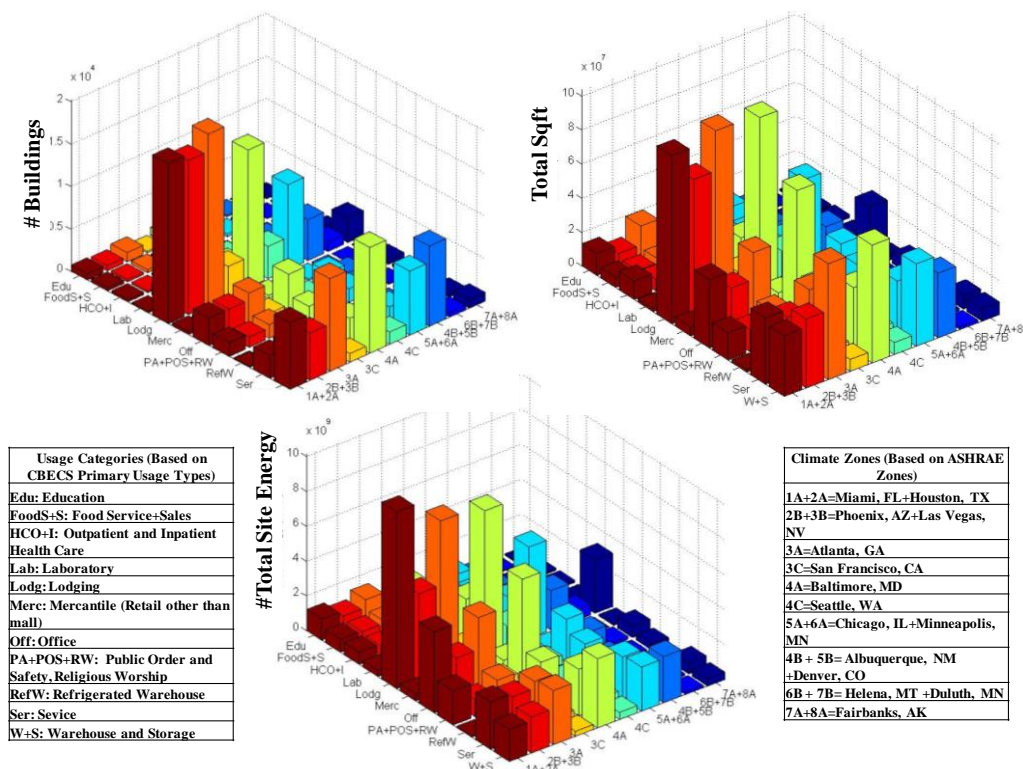 x 10^4
2
1.5
1
0.5
0
# Buildings
Edu
FoodS+S
HCO+I
Lab
Lodg
Merc
Off
PA+POS+RW
RefW
Ser
1A+2A
2B+3B
3A
3C
4A
4C
5A+6A
4B+5B
6B+7B
7A+8A
x 10^7
10
8
6
4
2
0
Total Sqft
Edu
FoodS+S
HCO+I
Lab
Lodg
Merc
Off
PA+POS+RW
RefW
Ser
W+S
1A+2A
2B+3B
3A
3C
4A
4C
5A+6A
4B+5B
6B+7B
7A+8
x 10^9
10
8
6
4
2
0
#Total Site Energy
Edu
FoodS+S
HCO+I
Lab
Lodg
Merc
Off
PA+POS+RW
RefW
Ser
W+S
1A+2A
2B+3B
3A
3C
4A
4C
5A+6A
4B+5B
6B+7B
7A+8A
Usage Categories (Based on
CBECS Primary Usage Types)
Edu: Education
FoodS+S: Food Service+Sales
HCO+I: Outpatient and Inpatient
Health Care
Lab: Laboratory
Lodg: Lodging
Merc: Mercantile (Retail other than
mall)
Off: Office
PA+POS+RW: Public Order and
Safety, Religious Worship
RefW: Refrigerated Warehouse
Ser: Sevice
W+S: Warehouse and Storage
Climate Zones (Based on ASHRAE
Zones)
1A+2A=Miami, FL+Houston, TX
2B+3B=Phoenix, AZ+Las Vegas,
NV
3A=Atlanta, GA
3C=San Francisco, CA
4A=Baltimore, MD
4C=Seattle, WA
5A+6A=Chicago, IL+Minneapolis,
MN
4B + 5B= Albuquerque, NM
+Denver, CO
6B + 7B= Helena, MT +Duluth, MN
7A+8A=Fairbanks, AK